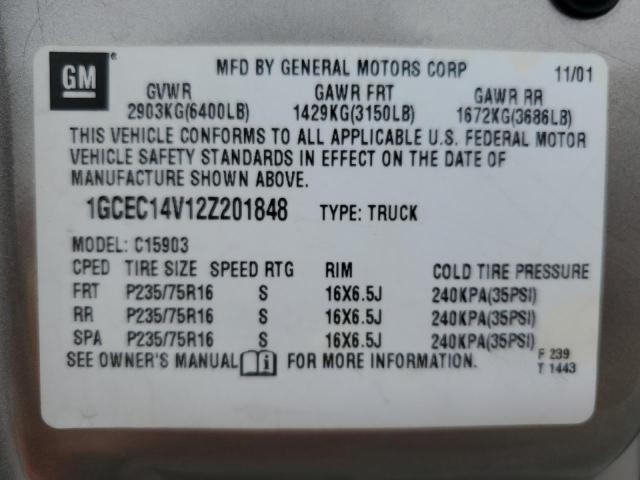 GM
MFD BY GENERAL MOTORS CORP 11/01
GVWR GAWR FRT GAWR RR
2903KG(6400LB) 1429KG(3150LB) 1672KG(3686LB)
THIS VEHICLE CONFORMS TO ALL APPLICABLE U.S. FEDERAL MOTOR
VEHICLE SAFETY STANDARDS IN EFFECT ON THE DATE OF
MANUFACTURE SHOWN ABOVE.
1GCEC14V12Z201848 TYPE: TRUCK
MODEL: C15903
CPED TIRE SIZE SPEED RTG RIM COLD TIRE PRESSURE
FRT P235/75R16 S 16X6.5J 240KPA(35PSI)
RR P235/75R16 S 16X6.5J 240KPA(35PSI)
SPA P235/75R16 S 16X6.5J 240KPA(35PSI)
SEE OWNER'S MANUAL i FOR MORE INFORMATION.
F 239
T 1443